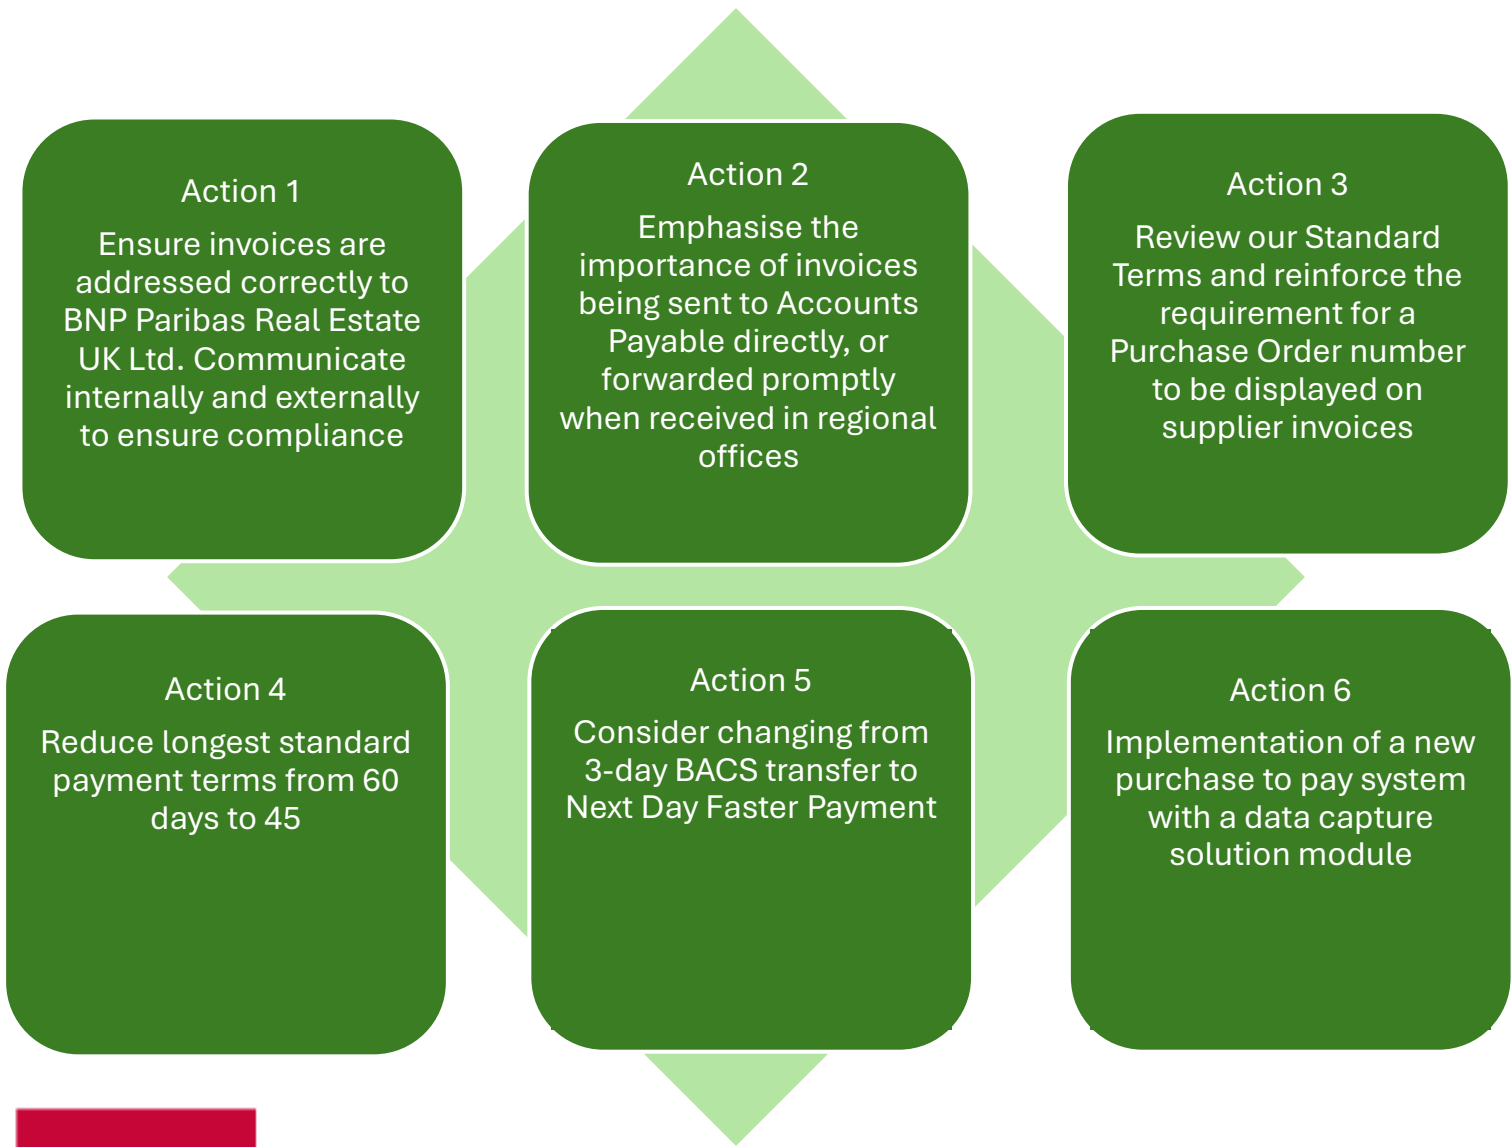 Action 1
Ensure invoices are
addressed correctly to
BNP Paribas Real Estate
UK Ltd. Communicate
internally and externally
to ensure compliance
Action 2
Emphasise the
importance of invoices
being sent to Accounts
Payable directly, or
forwarded promptly
when received in regional
offices
Action 3
Review our Standard
Terms and reinforce the
requirement for a
Purchase Order number
to be displayed on
supplier invoices
Action 4
Reduce longest standard
payment terms from 60
days to 45
Action 5
Consider changing from
3-day BACS transfer to
Next Day Faster Payment
Action 6
Implementation of a new
purchase to pay system
with a data capture
solution module